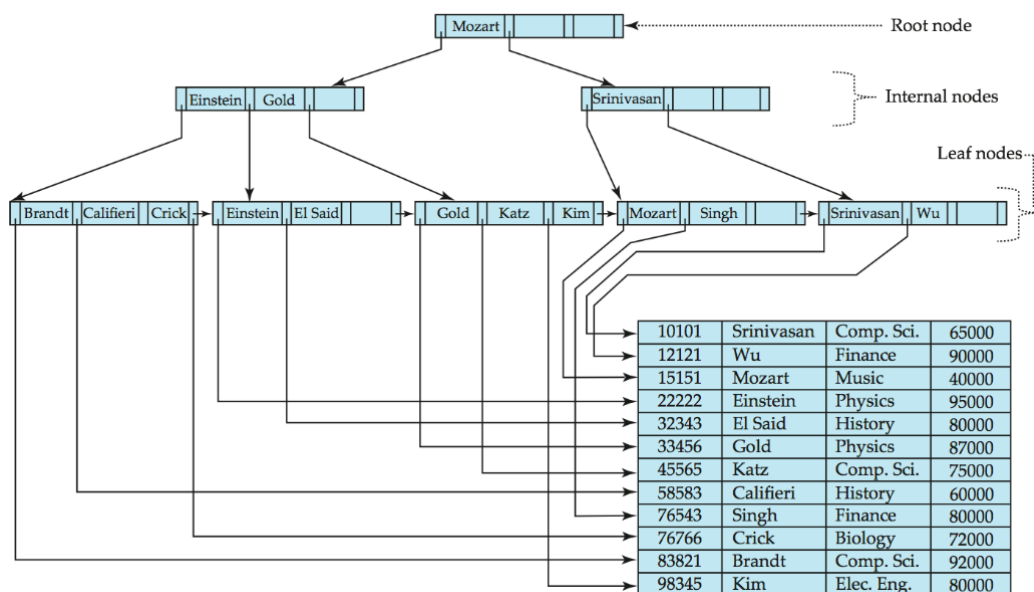 Mozart
Root node
Einstein Gold
Srinivasan
Internal nodes
Leaf nodes
Brandt Califieri Crick Einstein El Said Gold Katz Kim Mozart Singh Srinivasan Wu
10101 Srinivasan Comp. Sci. 65000
12121 Wu Finance 90000
15151 Mozart Music 40000
22222 Einstein Physics 95000
32343 El Said History 80000
33456 Gold Physics 87000
45565 Katz Comp. Sci. 75000
58583 Califieri History 60000
76543 Singh Finance 80000
76766 Crick Biology 72000
83821 Brandt Comp. Sci. 92000
98345 Kim Elec. Eng. 80000